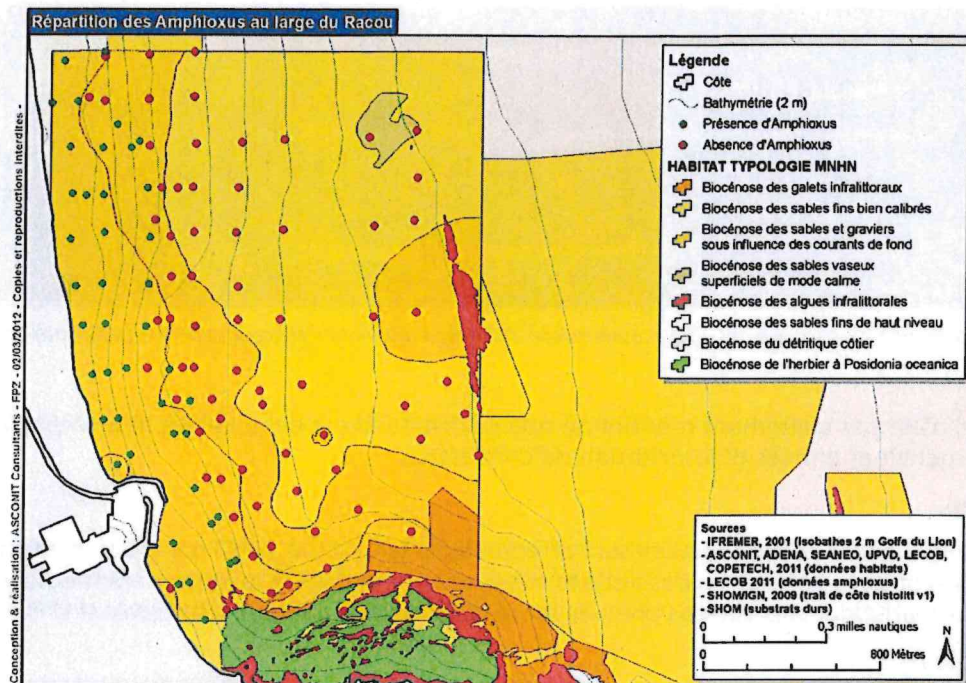 Répartition des Amphioxus au large du Racou
Conception & réalisation : ASCONIT Consultants - FPZ - 02/03/2012 - Copies et reproductions interdites -
Légende
Côte
Bathymétrie (2 m)
Présence d'Amphioxus
Absence d'Amphioxus
HABITAT TYPOLOGIE MNHN
Biocénose des galets infralittoraux
Biocénose des sables fins bien calibrés
Biocénose des sables et graviers
sous influence des courants de fond
Biocénose des sables vaseux
superficiels de mode calme
Biocénose des algues infralittorales
Biocénose des sables fins de haut niveau
Biocénose du détritique côtier
Biocénose de l'herbier à Posidonia oceanica
Sources
- IFREMER, 2001 (Isobathes 2 m Golfe du Lion)
- ASCONIT, ADENA, SEANEO, UPVD, LECOB,
COPETECH, 2011 (données habitats)
- LECOB 2011 (données amphioxus)
- SHOM/IGN, 2009 (trait de côte histolitt v1)
- SHOM (substrats durs)
0 0,3 milles nautiques
0 800 Mètres
N